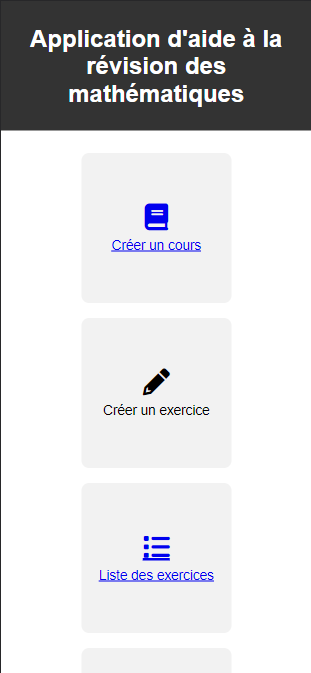 Application d'aide à la
révision des
mathématiques
Créer un cours
Créer un exercice
Liste des exercices